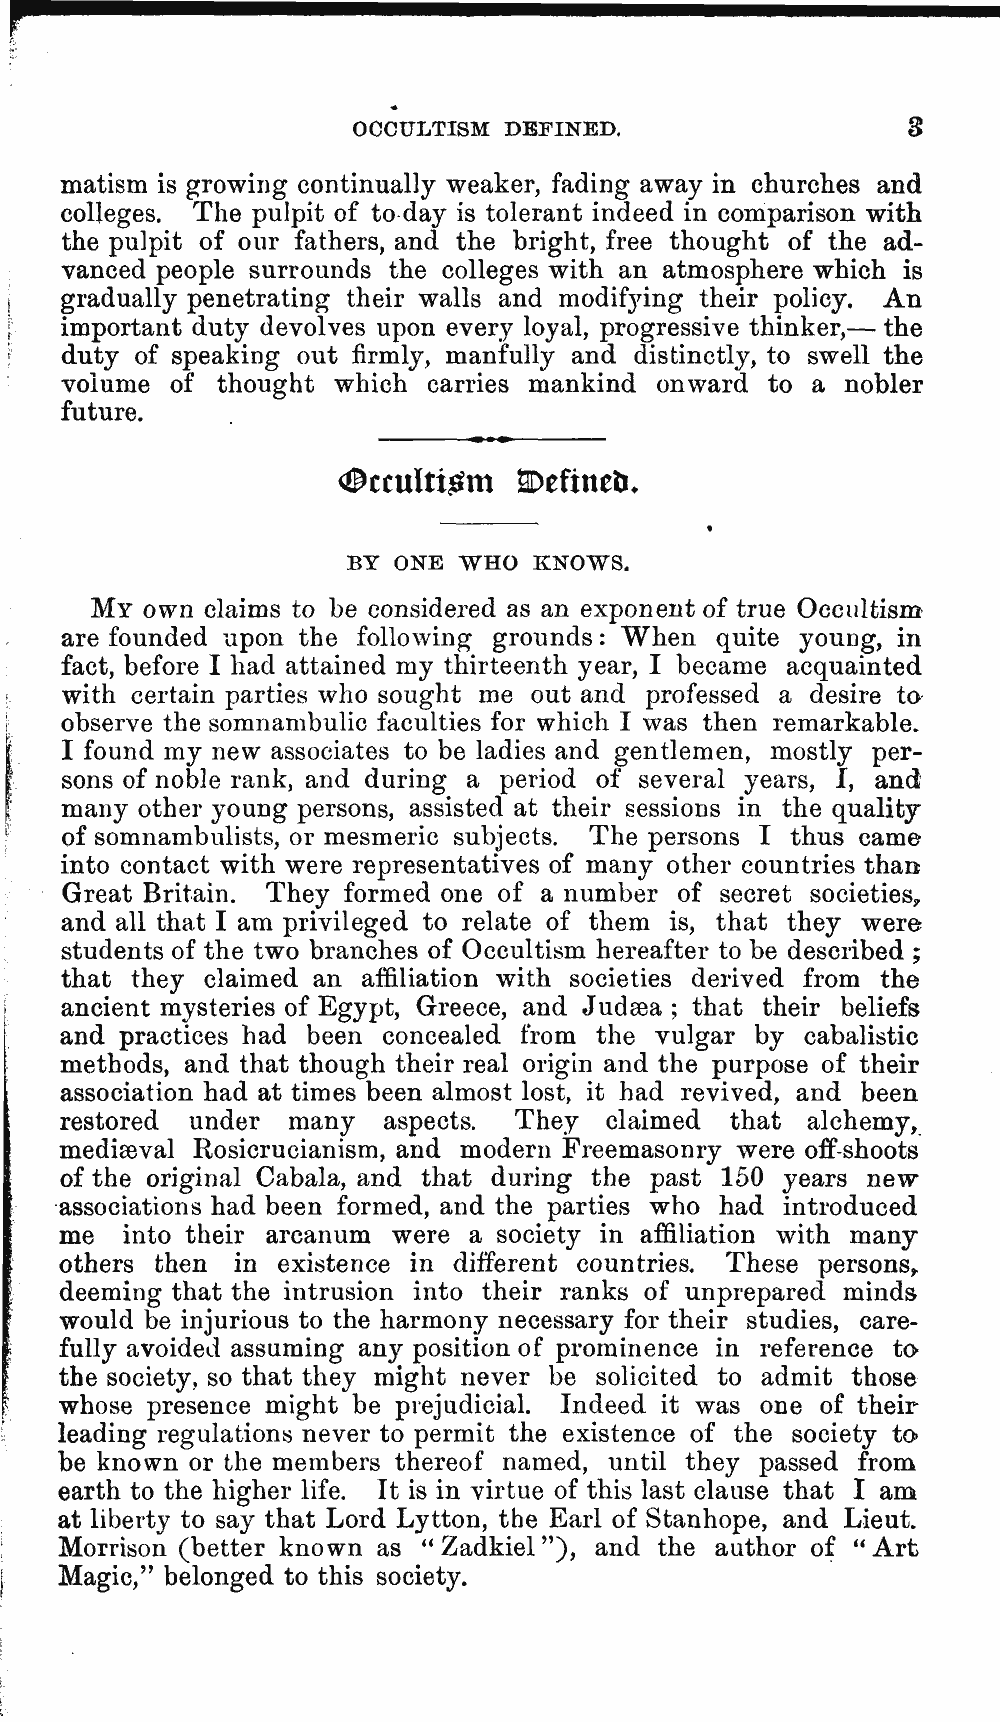 OCCULTISM DEFINED. 3
matism is growing continually weaker, fading away in churches and
colleges. The pulpit of to-day is tolerant indeed in comparison with
the pulpit of our fathers, and the bright, free thought of the ad-
vanced people surrounds the colleges with an atmosphere which is
gradually penetrating their walls and modifying their policy. An
important duty devolves upon every loyal, progressive thinker,— the
duty of speaking out firmly, manfully and distinctly, to swell the
volume of thought which carries mankind onward to a nobler
future.
Occultism Defined.
BY ONE WHO KNOWS.
MY own claims to be considered as an exponent of true Occultism
are founded upon the following grounds: When quite young, in
fact, before I had attained my thirteenth year, I became acquainted
with certain parties who sought me out and professed a desire to
observe the somnambulic faculties for which I was then remarkable.
I found my new associates to be ladies and gentlemen, mostly per-
sons of noble rank, and during a period of several years, I, and
many other young persons, assisted at their sessions in the quality
of somnambulists, or mesmeric subjects. The persons I thus came
into contact with were representatives of many other countries than
Great Britain. They formed one of a number of secret societies,
and all that I am privileged to relate of them is, that they were
students of the two branches of Occultism hereafter to be described ;
that they claimed an affiliation with societies derived from the
ancient mysteries of Egypt, Greece, and Judæa ; that their beliefs
and practices had been concealed from the vulgar by cabalistic
methods, and that though their real origin and the purpose of their
association had at times been almost lost, it had revived, and been
restored under many aspects. They claimed that alchemy,
mediæval Rosicrucianism, and modern Freemasonry were off-shoots
of the original Cabala, and that during the past 150 years new
associations had been formed, and the parties who had introduced
me into their arcanum were a society in affiliation with many
others then in existence in different countries. These persons,
deeming that the intrusion into their ranks of unprepared minds
would be injurious to the harmony necessary for their studies, care-
fully avoided assuming any position of prominence in reference to
the society, so that they might never be solicited to admit those
whose presence might be prejudicial. Indeed it was one of their
leading regulations never to permit the existence of the society to
be known or the members thereof named, until they passed from
earth to the higher life. It is in virtue of this last clause that I am
at liberty to say that Lord Lytton, the Earl of Stanhope, and Lieut.
Morrison (better known as "Zadkiel"), and the author of "Art
Magic," belonged to this society.